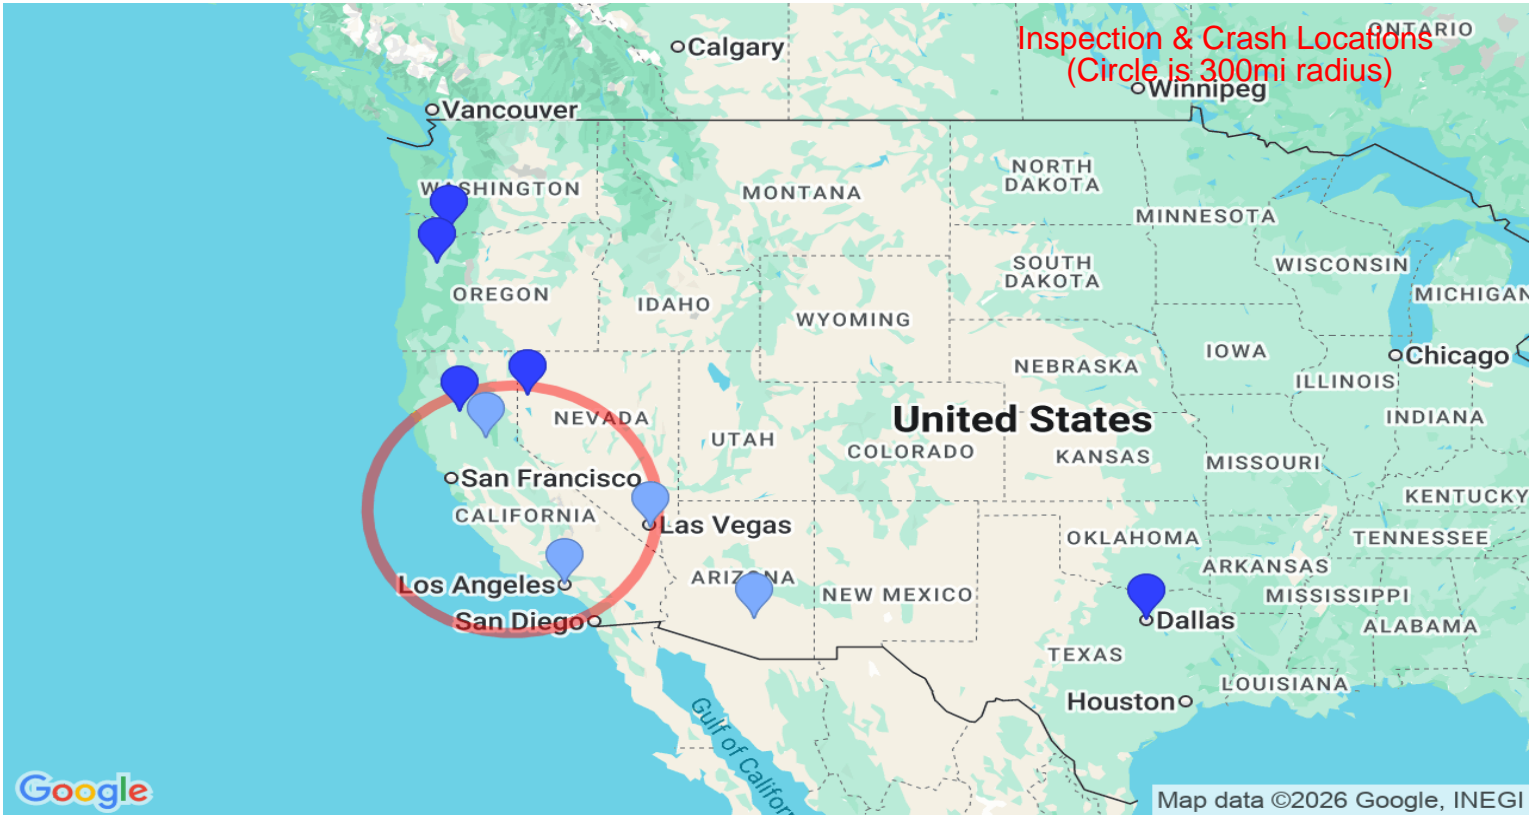 Inspection & Crash Locations
(Circle is 300mi radius)
ONTARIO
Calgary
Winnipeg
Vancouver
WASHINGTON
MONTANA
NORTH
DAKOTA
MINNESOTA
SOUTH
DAKOTA
WISCONSIN
MICHIGAN
OREGON
IDAHO
WYOMING
NEBRASKA
IOWA
Chicago
ILLINOIS
INDIANA
NEVADA
United States
UTAH
COLORADO
KANSAS
MISSOURI
San Francisco
KENTUCKY
CALIFORNIA
Las Vegas
OKLAHOMA
TENNESSEE
ARKANSAS
Los Angeles
ARIZONA
NEW MEXICO
MISSISSIPPI
San Diego
Dallas
ALABAMA
TEXAS
LOUISIANA
Houston
Gulf of Californ
Google
Map data ©2026 Google, INEGI